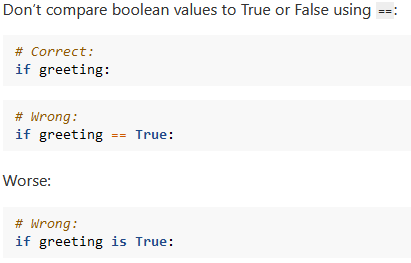 Don’t compare boolean values to True or False using ==:
# Correct:
if greeting:
# Wrong:
if greeting == True:
Worse:
# Wrong:
if greeting is True: